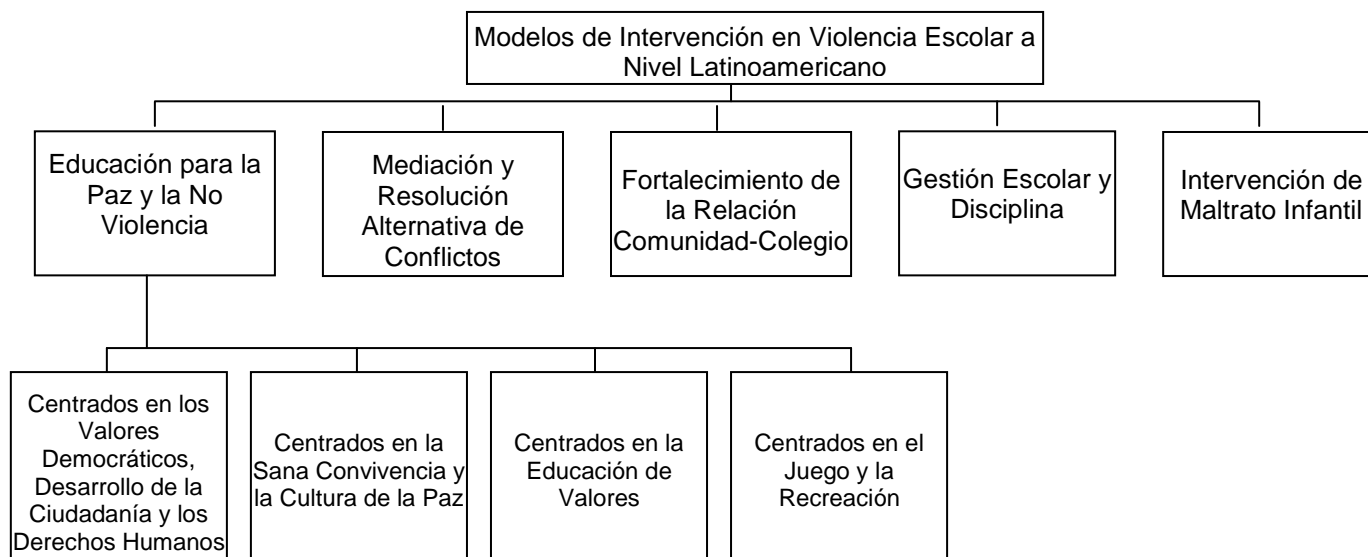 Modelos de Intervención en Violencia Escolar a
Nivel Latinoamericano
Educación para la
Paz y la No
Violencia
Mediación y
Resolución
Alternativa de
Conflictos
Fortalecimiento de
la Relación
Comunidad-Colegio
Gestión Escolar y
Disciplina
Intervención de
Maltrato Infantil
Centrados en los
Valores
Democráticos,
Desarrollo de la
Ciudadanía y los
Derechos Humanos
Centrados en la
Sana Convivencia y
la Cultura de la Paz
Centrados en la
Educación de
Valores
Centrados en el
Juego y la
Recreación